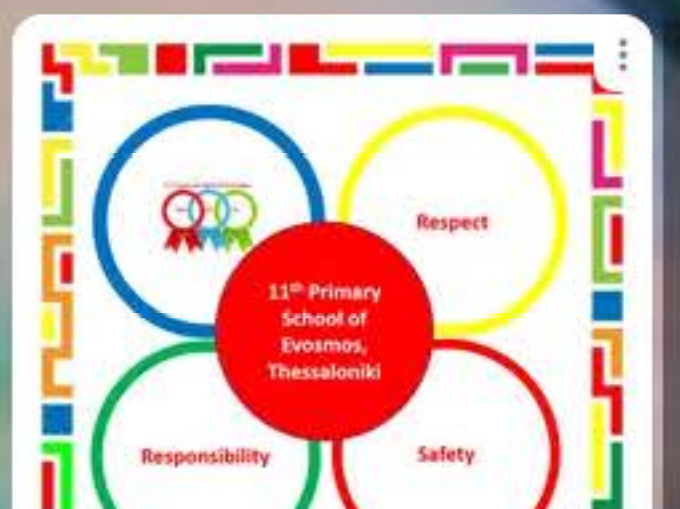 Respect
11th Primary
School of
Evosmos,
Thessaloniki
Responsibility
Safety